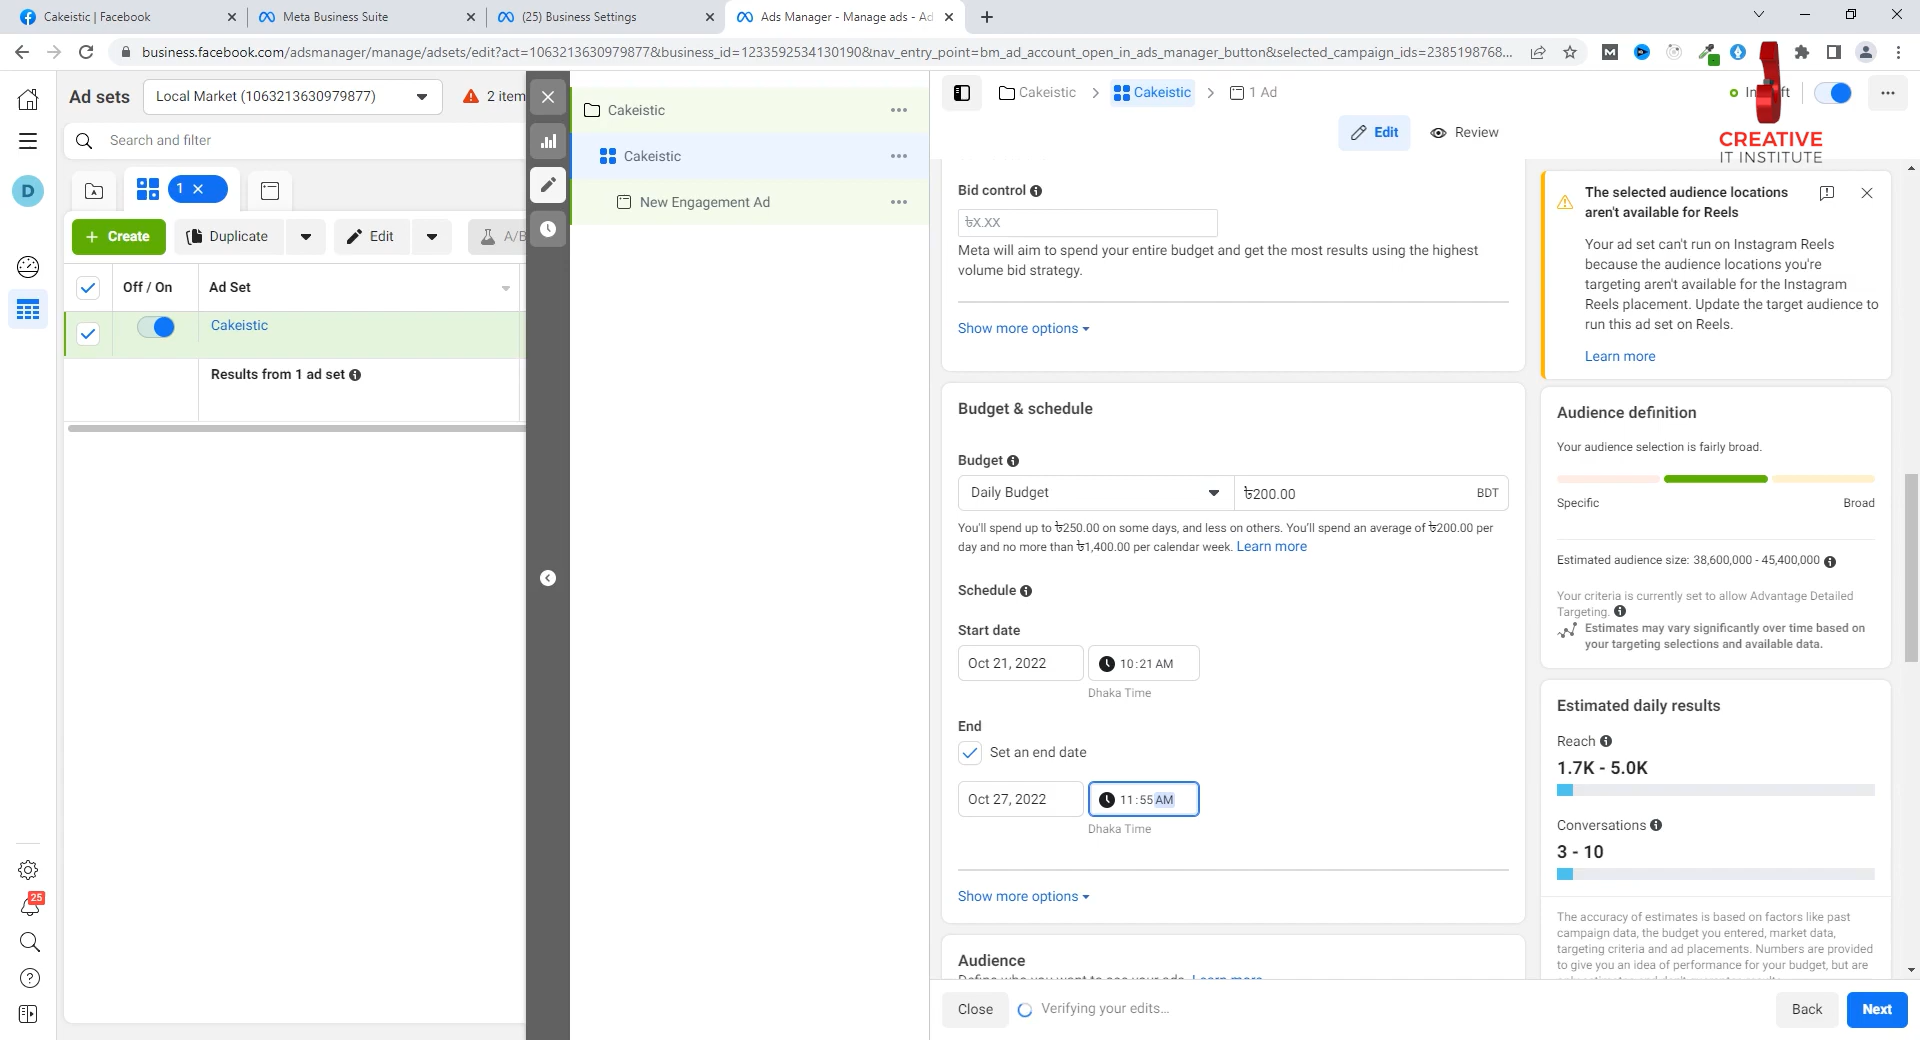 Cakeistic | Facebook
Meta Business Suite
(25) Business Settings
Ads Manager - Manage ads - Ad
business.facebook.com/adsmanager/manage/adsets/edit?act=1063213630979877&business_id=1233592534130190&nav_entry_point=bm_ad_account_open_in_ads_manager_button&selected_campaign_ids=2385198768...
Ad sets
Local Market (1063213630979877)
2 item
Search and filter
D
1
Create
Duplicate
Edit
A/B
Off / On
Ad Set
Cakeistic
Results from 1 ad set
25
Cakeistic
Cakeistic
New Engagement Ad
Cakeistic
Cakeistic
1 Ad
Edit
Review
CREATIVE
IT INSTITUTE
Bid control
৳X.XX
Meta will aim to spend your entire budget and get the most results using the highest
volume bid strategy.
Show more options
Budget & schedule
Budget
Daily Budget
৳200.00
BDT
You'll spend up to ৳250.00 on some days, and less on others. You'll spend an average of ৳200.00 per
day and no more than ৳1,400.00 per calendar week. Learn more
Schedule
Start date
Oct 21, 2022
10:21 AM
Dhaka Time
End
Set an end date
Oct 27, 2022
11:55 AM
Dhaka Time
Show more options
Audience
Define who you want to see your ads. Learn more
Close
Verifying your edits...
Back
Next
The selected audience locations
aren't available for Reels
Your ad set can't run on Instagram Reels
because the audience locations you're
targeting aren't available for the Instagram
Reels placement. Update the target audience to
run this ad set on Reels.
Learn more
Audience definition
Your audience selection is fairly broad.
Specific
Broad
Estimated audience size: 38,600,000 - 45,400,000
Your criteria is currently set to allow Advantage Detailed
Targeting.
Estimates may vary significantly over time based on
your targeting selections and available data.
Estimated daily results
Reach
1.7K - 5.0K
Conversations
3 - 10
The accuracy of estimates is based on factors like past
campaign data, the budget you entered, market data,
targeting criteria and ad placements. Numbers are provided
to give you an idea of performance for your budget, but are